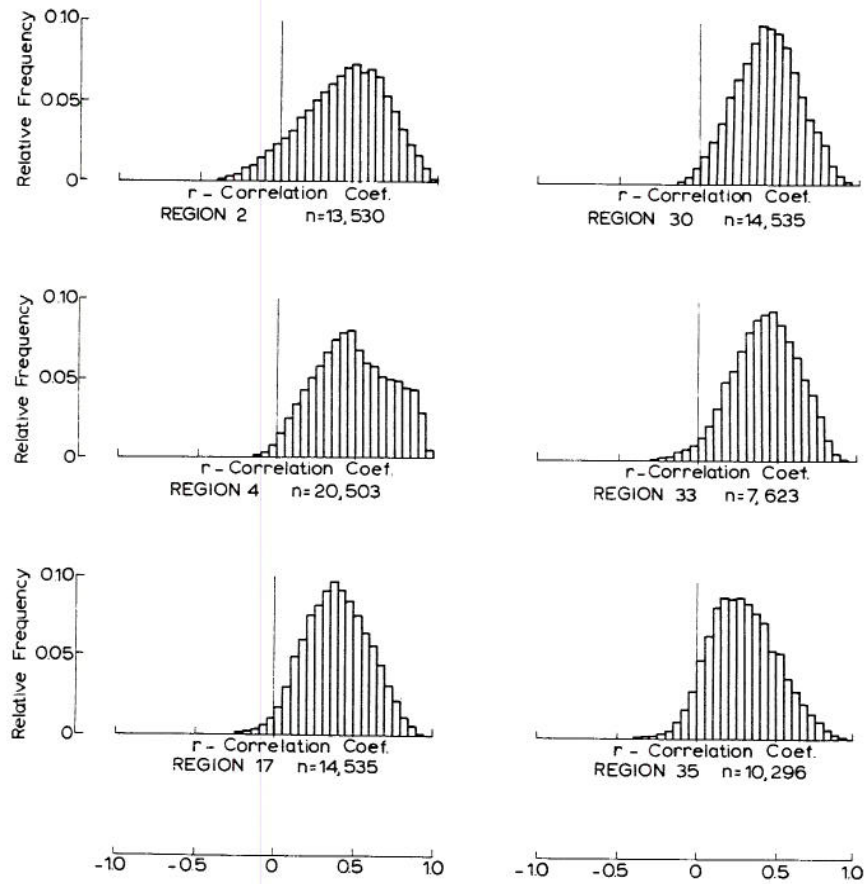 0.10
Relative Frequency
0.05
0
r - Correlation Coef.
REGION 2 n=13,530
r - Correlation Coef.
REGION 30 n=14,535
0.10
Relative Frequency
0.05
0
r - Correlation Coef.
REGION 4 n=20,503
r - Correlation Coef.
REGION 33 n=7,623
0.10
Relative Frequency
0.05
0
r - Correlation Coef.
REGION 17 n=14,535
r - Correlation Coef.
REGION 35 n=10,296
-1.0 -0.5 0 0.5 1.0
-1.0 -0.5 0 0.5 1.0